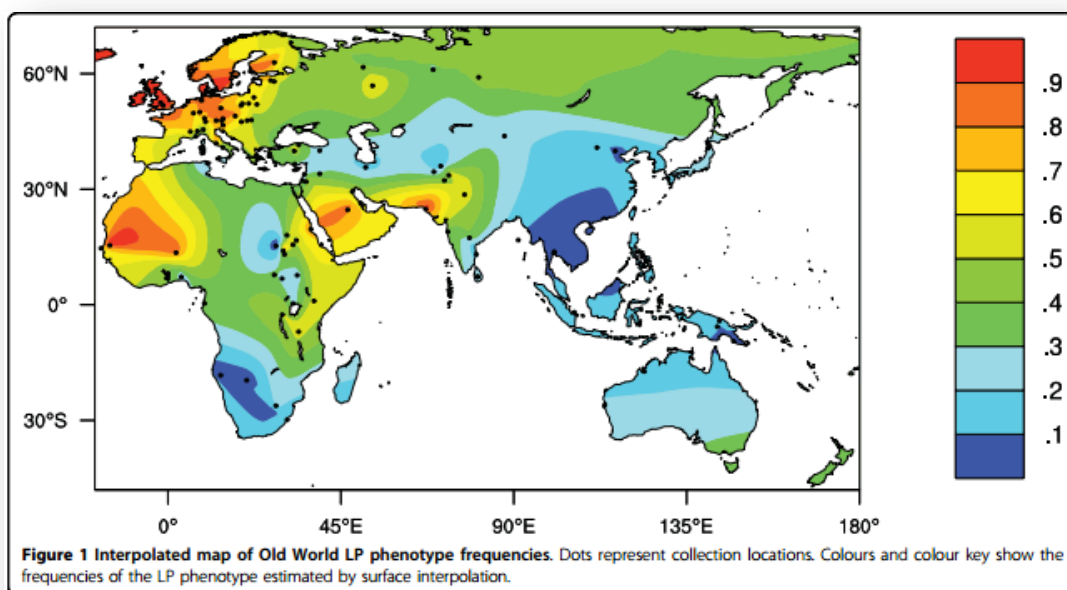 60°N
30°N
0°
30°S
0°
45°E
90°E
135°E
180°
.9
.8
.7
.6
.5
.4
.3
.2
.1
Figure 1 Interpolated map of Old World LP phenotype frequencies. Dots represent collection locations. Colours and colour key show the
frequencies of the LP phenotype estimated by surface interpolation.